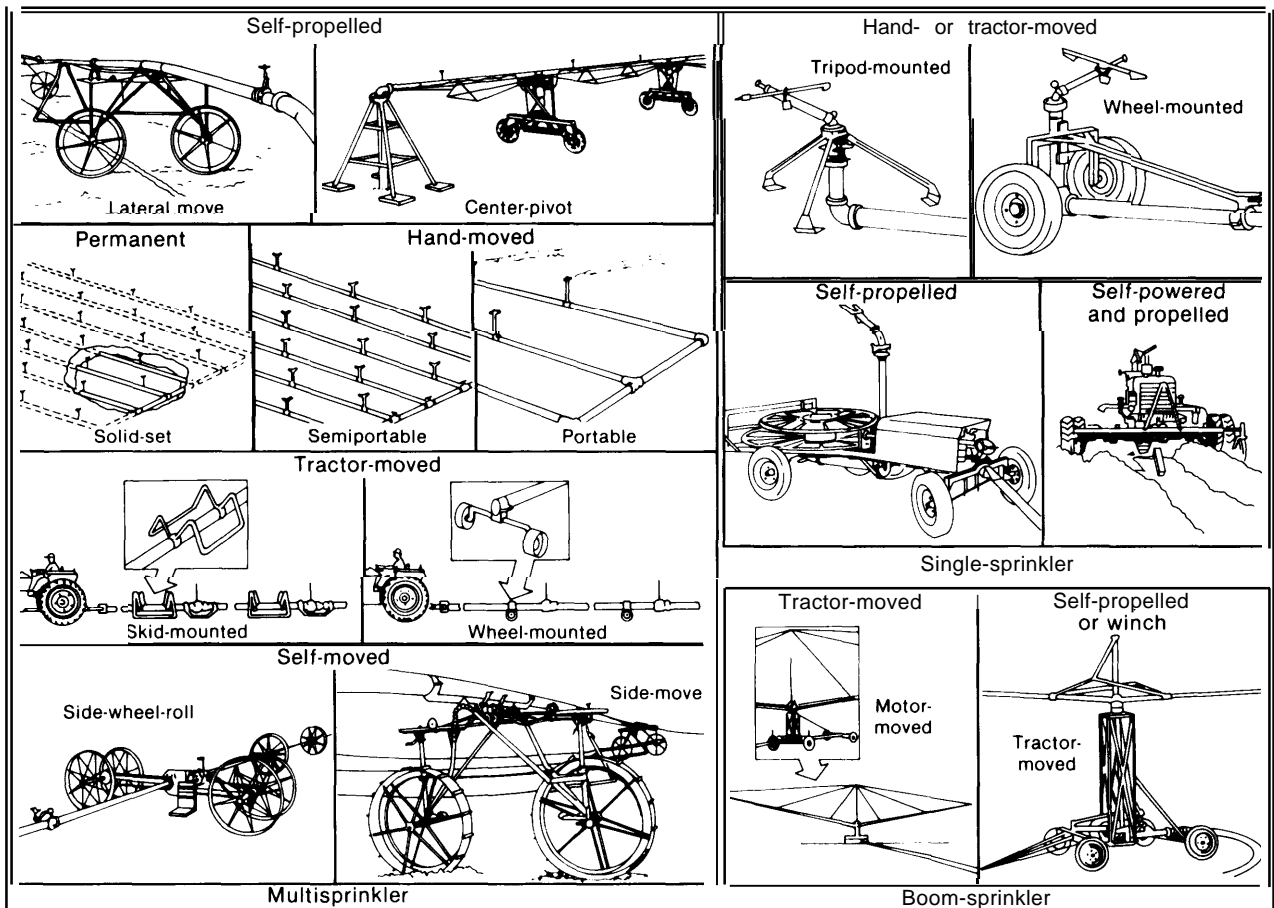 Self-propelled
Lateral move
Center-pivot
Permanent
Hand-moved
Solid-set
Semiportable
Portable
Tractor-moved
Skid-mounted
Wheel-mounted
Self-moved
Side-wheel-roll
Side-move
Multisprinkler
Hand- or tractor-moved
Tripod-mounted
Wheel-mounted
Self-propelled
Self-powered
and propelled
Single-sprinkler
Tractor-moved
Motor-
moved
Self-propelled
or winch
Tractor-
moved
Boom-sprinkler